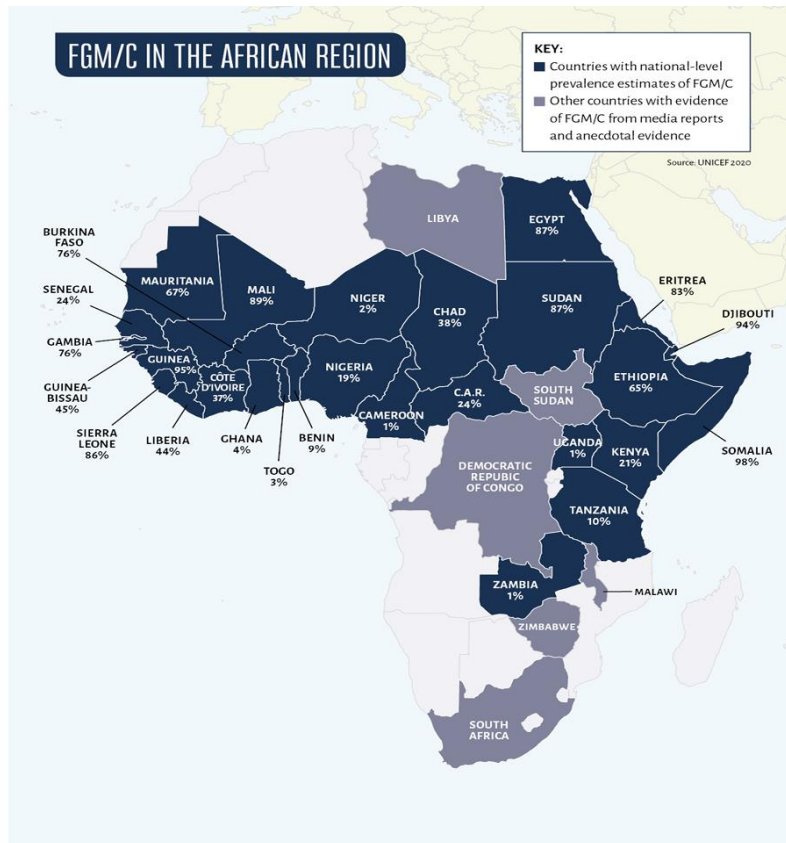 FGM/C IN THE AFRICAN REGION
KEY:
Countries with national-level
prevalence estimates of FGM/C
Other countries with evidence
of FGM/C from media reports
and anecdotal evidence
Source: UNICEF 2020
LIBYA
EGYPT
87%
BURKINA
FASO
76%
MAURITANIA
67%
MALI
89%
NIGER
2%
CHAD
38%
SUDAN
87%
ERITREA
83%
SENEGAL
24%
DJIBOUTI
94%
GAMBIA
76%
GUINEA
95%
CÔTE
D'IVOIRE
37%
NIGERIA
19%
ETHIOPIA
65%
GUINEA-
BISSAU
45%
C.A.R.
24%
SOUTH
SUDAN
CAMEROON
1%
SIERRA
LEONE
86%
LIBERIA
44%
GHANA
4%
BENIN
9%
TOGO
3%
UGANDA
1%
KENYA
21%
SOMALIA
98%
DEMOCRATIC
REPUBLIC
OF CONGO
TANZANIA
10%
ZAMBIA
1%
MALAWI
ZIMBABWE
SOUTH
AFRICA